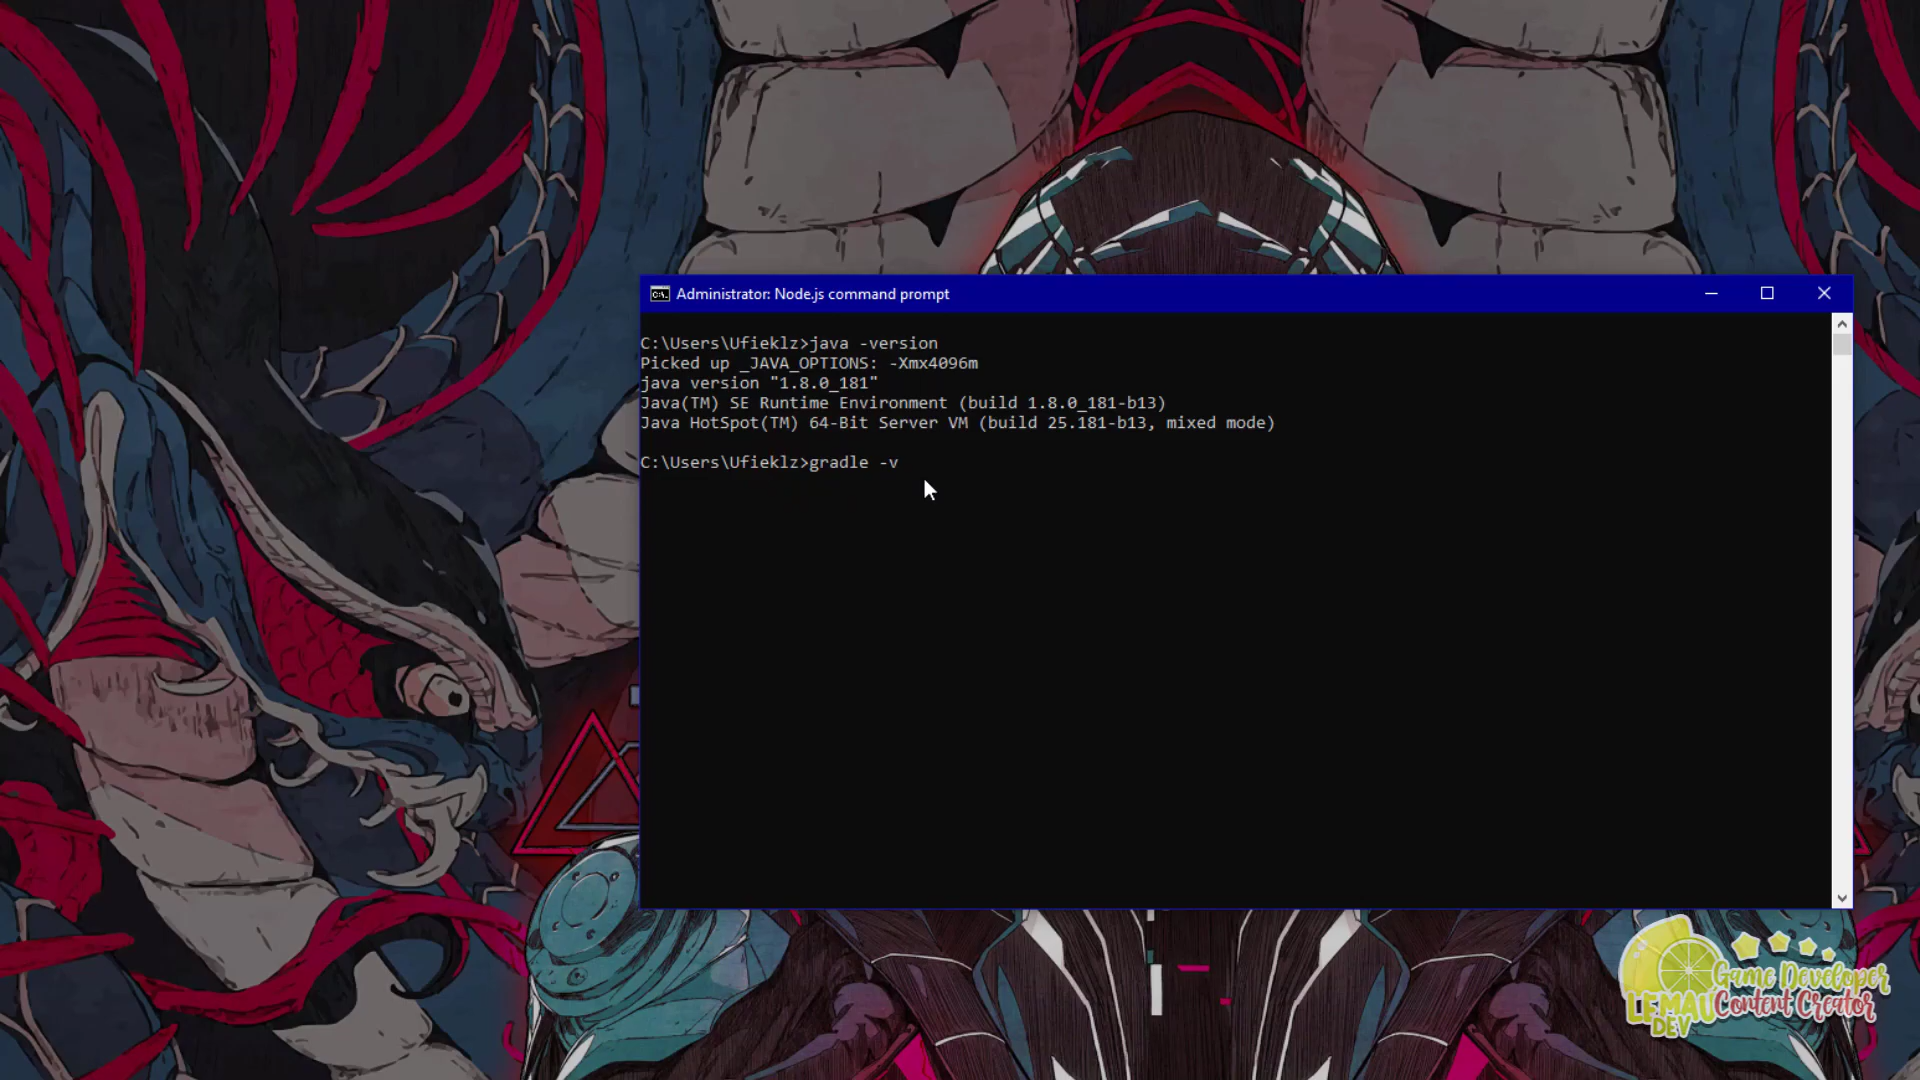 Administrator: Node.js command prompt
C:\Users\Ufieklz>java -version
Picked up _JAVA_OPTIONS: -Xmx4096m
java version "1.8.0_181"
Java(TM) SE Runtime Environment (build 1.8.0_181-b13)
Java HotSpot(TM) 64-Bit Server VM (build 25.181-b13, mixed mode)
C:\Users\Ufieklz>gradle -v
Game Developer
Content Creator
LEMAU
DEV